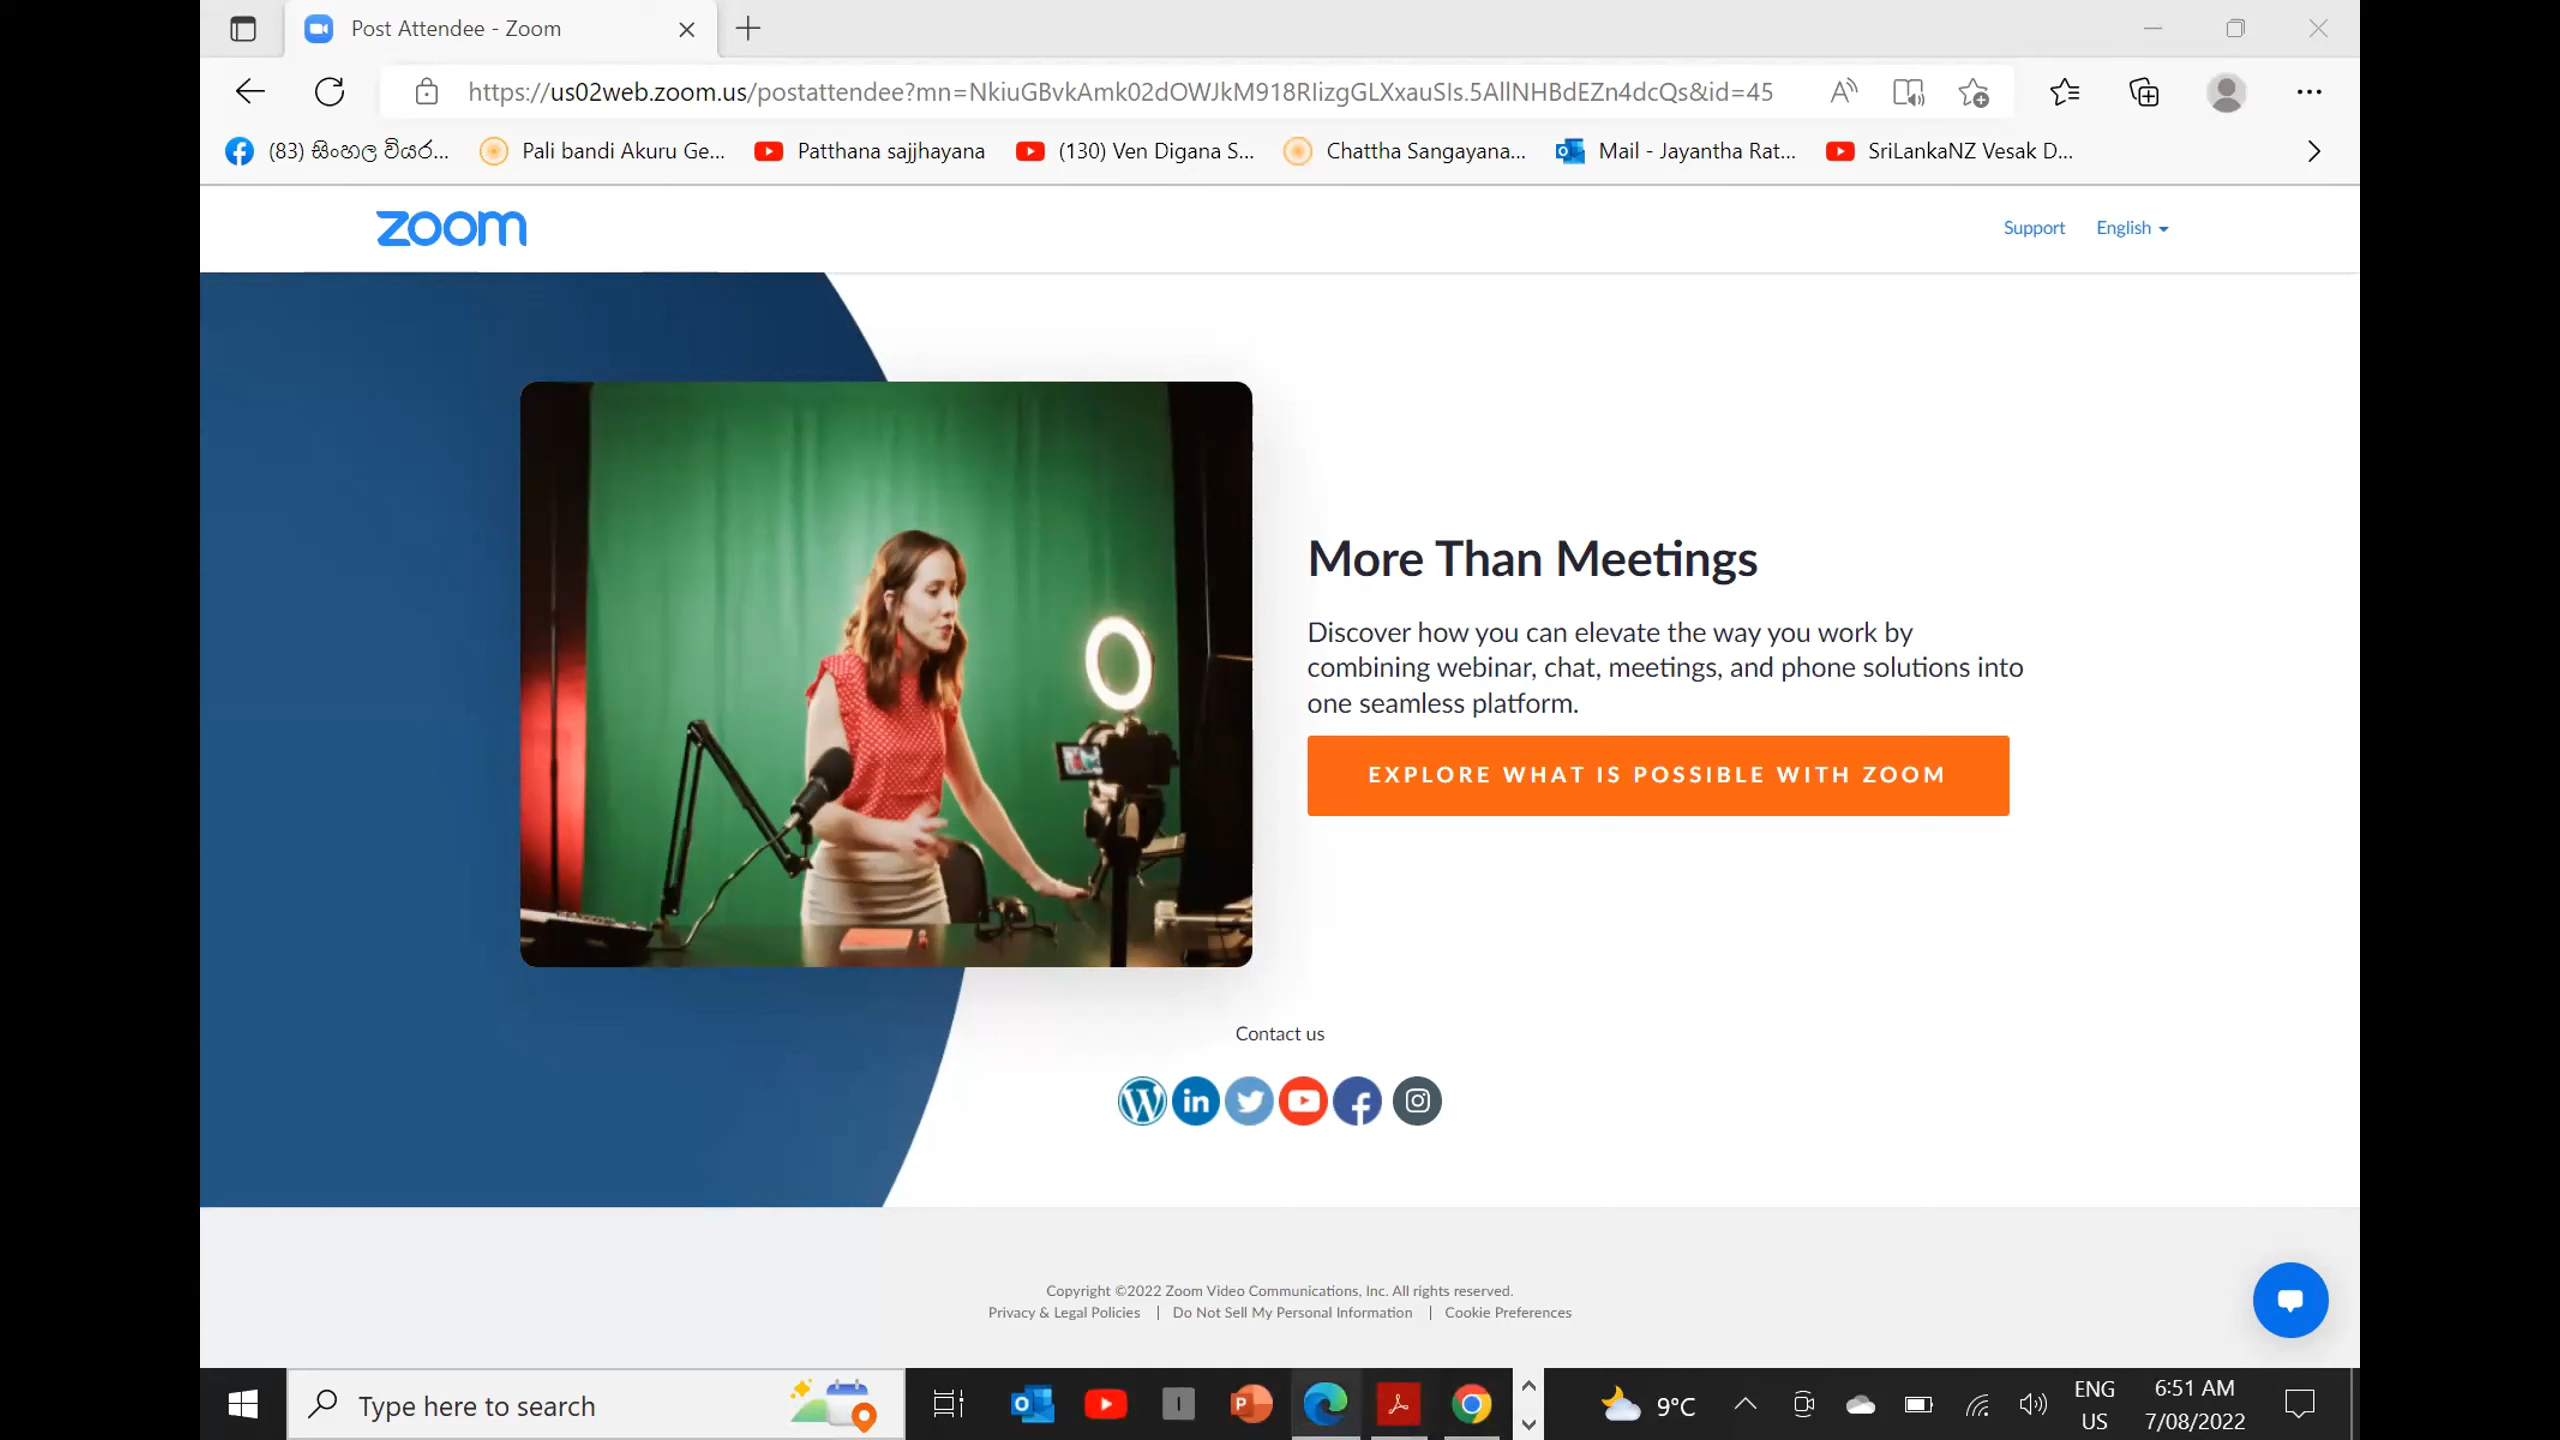 Post Attendee - Zoom
https://us02web.zoom.us/postattendee?mn=NkiuGBvkAmk02dOWJkM918RlizgGLXxauSIs.5AllNHBdEZn4dcQs&id=45
(83) සිංහල වියර... Pali bandi Akuru Ge... Patthana sajjhayana (130) Ven Digana S... Chattha Sangayana... Mail - Jayantha Rat... SriLankaNZ Vesak D...
zoom Support English
More Than Meetings
Discover how you can elevate the way you work by
combining webinar, chat, meetings, and phone solutions into
one seamless platform.
EXPLORE WHAT IS POSSIBLE WITH ZOOM
Contact us
Copyright ©2022 Zoom Video Communications, Inc. All rights reserved.
Privacy & Legal Policies | Do Not Sell My Personal Information | Cookie Preferences
Type here to search 9°C ENG 6:51 AM
US 7/08/2022